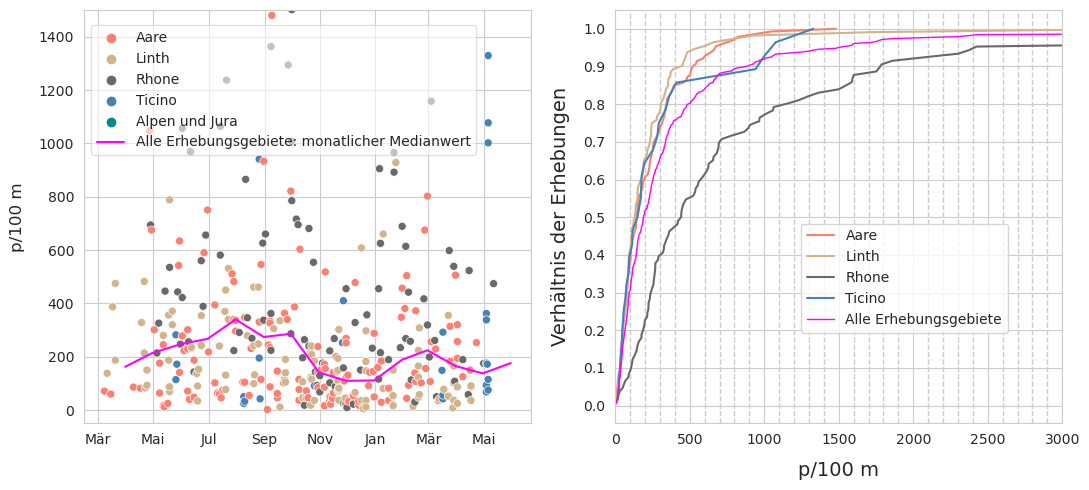 1400
1200
1000
800
600
400
200
0
p/100 m
Aare
Linth
Rhone
Ticino
Alpen und Jura
Alle Erhebungsgebiete: monatlicher Medianwert
Mär
Mai
Jul
Sep
Nov
Jan
Mär
Mai
1.0
0.9
0.8
0.7
0.6
0.5
0.4
0.3
0.2
0.1
0.0
Verhältnis der Erhebungen
Aare
Linth
Rhone
Ticino
Alle Erhebungsgebiete
0
500
1000
1500
2000
2500
3000
p/100 m